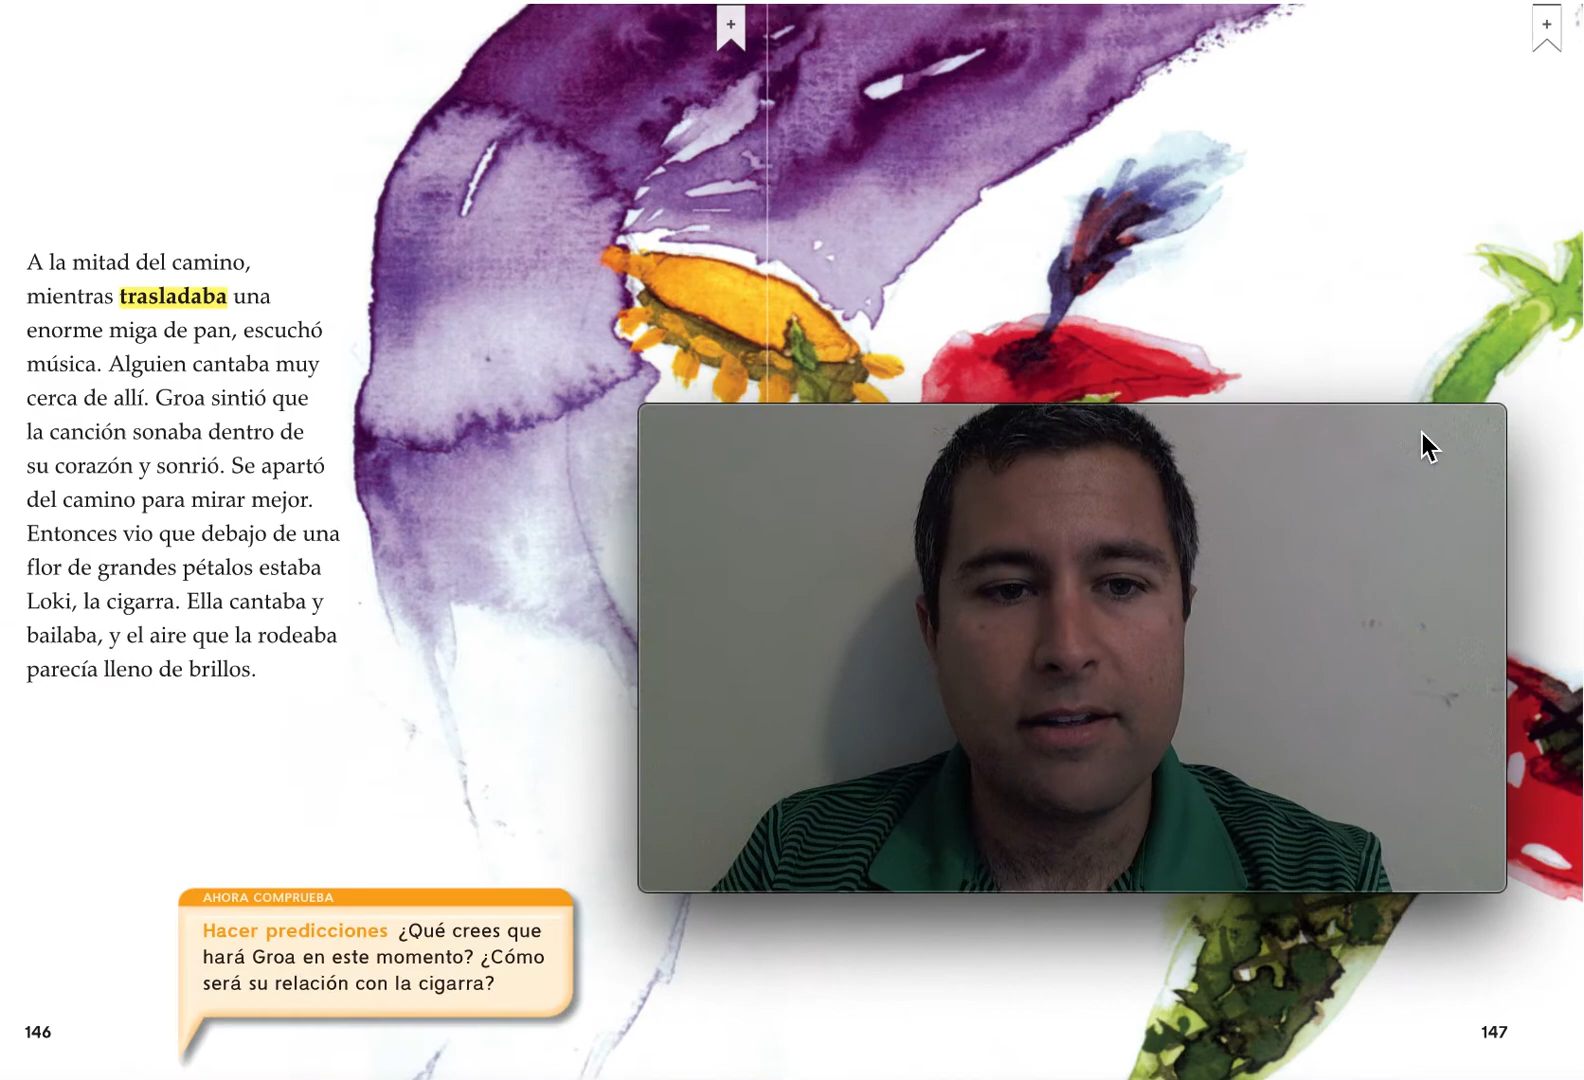 A la mitad del camino,
mientras trasladaba una
enorme miga de pan, escuchó
música. Alguien cantaba muy
cerca de allí. Groa sintió que
la canción sonaba dentro de
su corazón y sonrió. Se apartó
del camino para mirar mejor.
Entonces vio que debajo de una
flor de grandes pétalos estaba
Loki, la cigarra. Ella cantaba y
bailaba, y el aire que la rodeaba
parecía lleno de brillos.
AHORA COMPRUEBA
Hacer predicciones ¿Qué crees que
hará Groa en este momento? ¿Cómo
será su relación con la cigarra?
146
147